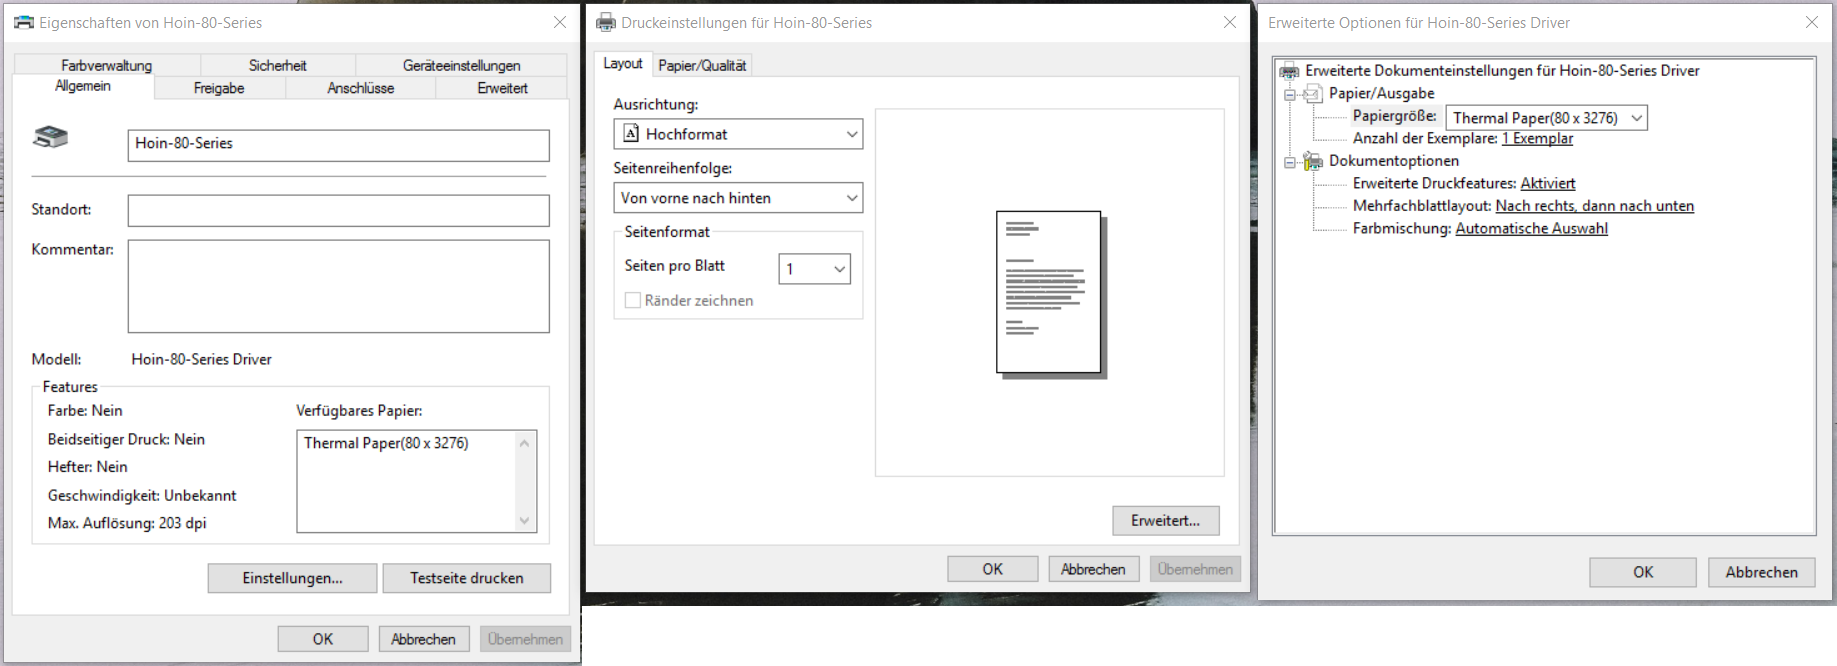 Eigenschaften von Hoin-80-Series
Farbverwaltung Sicherheit Geräteeinstellungen
Allgemein Freigabe Anschlüsse Erweitert
Hoin-80-Series
Standort:
Kommentar:
Modell: Hoin-80-Series Driver
Features
Farbe: Nein
Beidseitiger Druck: Nein
Hefter: Nein
Geschwindigkeit: Unbekannt
Max. Auflösung: 203 dpi
Verfügbares Papier:
Thermal Paper(80 x 3276)
Einstellungen... Testseite drucken
OK Abbrechen Übernehmen
Druckeinstellungen für Hoin-80-Series
Layout Papier/Qualität
Ausrichtung:
A Hochformat
Seitenreihenfolge:
Von vorne nach hinten
Seitenformat
Seiten pro Blatt 1
Ränder zeichnen
Erweitert...
OK Abbrechen Übernehmen
Erweiterte Optionen für Hoin-80-Series Driver
Erweiterte Dokumenteinstellungen für Hoin-80-Series Driver
Papier/Ausgabe
Papiergröße: Thermal Paper(80 x 3276)
Anzahl der Exemplare: 1 Exemplar
Dokumentoptionen
Erweiterte Druckfeatures: Aktiviert
Mehrfachblattlayout: Nach rechts, dann nach unten
Farbmischung: Automatische Auswahl
OK Abbrechen